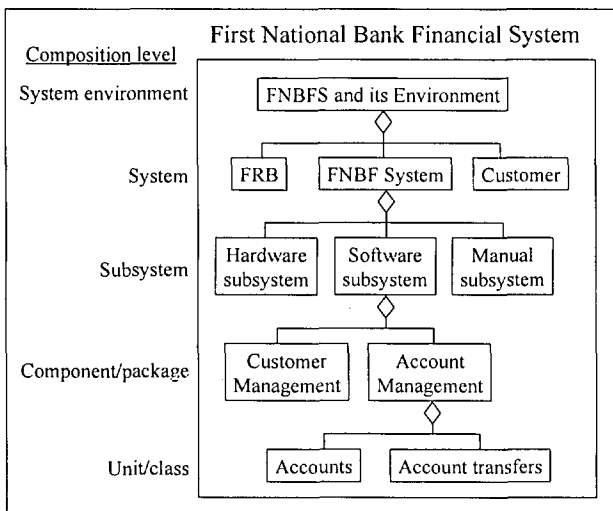 First National Bank Financial System
Composition level
System environment
FNBFS and its Environment
System
FRB
FNBF System
Customer
Subsystem
Hardware
subsystem
Software
subsystem
Manual
subsystem
Component/package
Customer
Management
Account
Management
Unit/class
Accounts
Account transfers